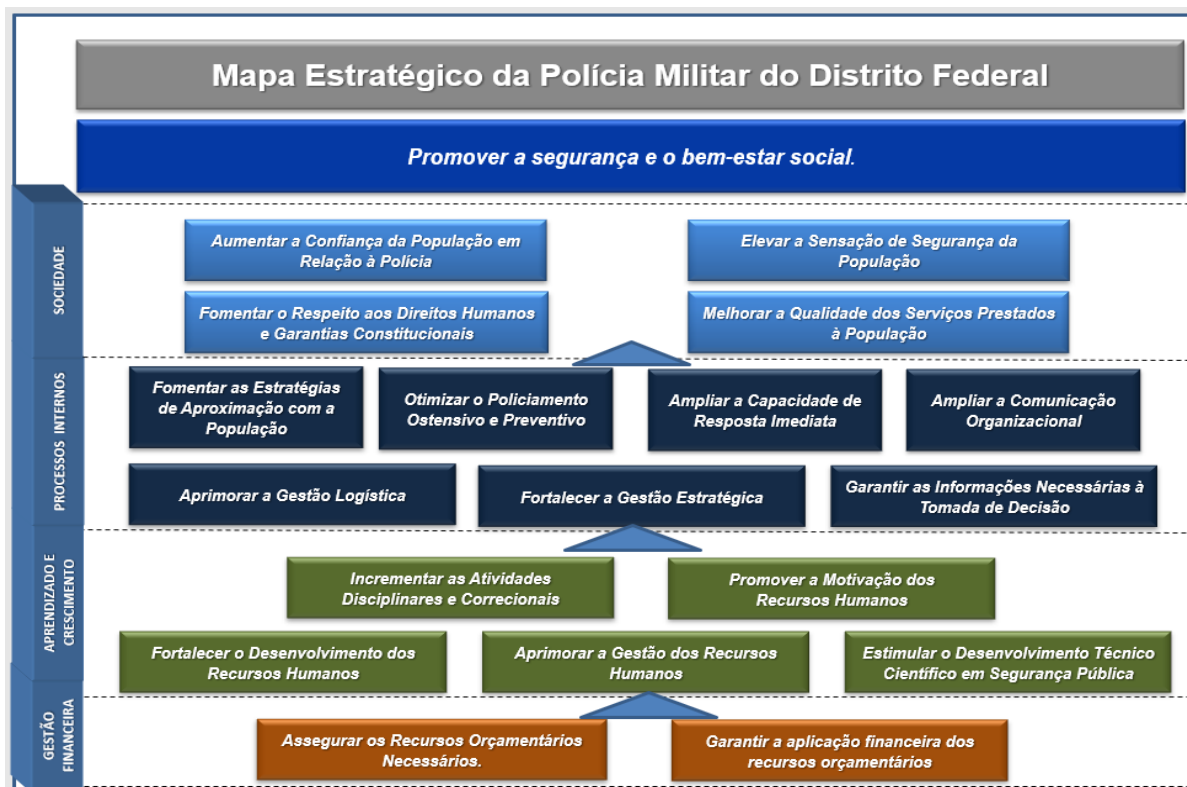 Mapa Estratégico da Polícia Militar do Distrito Federal
Promover a segurança e o bem-estar social.
SOCIEDADE
Aumentar a Confiança da População em
Relação à Polícia
Elevar a Sensação de Segurança da
População
Fomentar o Respeito aos Direitos Humanos
e Garantias Constitucionais
Melhorar a Qualidade dos Serviços Prestados
à População
PROCESSOS INTERNOS
Fomentar as Estratégias
de Aproximação com a
População
Otimizar o Policiamento
Ostensivo e Preventivo
Ampliar a Capacidade de
Resposta Imediata
Ampliar a Comunicação
Organizacional
Aprimorar a Gestão Logística
Fortalecer a Gestão Estratégica
Garantir as Informações Necessárias à
Tomada de Decisão
APRENDIZADO E
CRESCIMENTO
Incrementar as Atividades
Disciplinares e Correcionais
Promover a Motivação dos
Recursos Humanos
Fortalecer o Desenvolvimento dos
Recursos Humanos
Aprimorar a Gestão dos Recursos
Humanos
Estimular o Desenvolvimento Técnico
Científico em Segurança Pública
GESTÃO
FINANCEIRA
Assegurar os Recursos Orçamentários
Necessários.
Garantir a aplicação financeira dos
recursos orçamentários